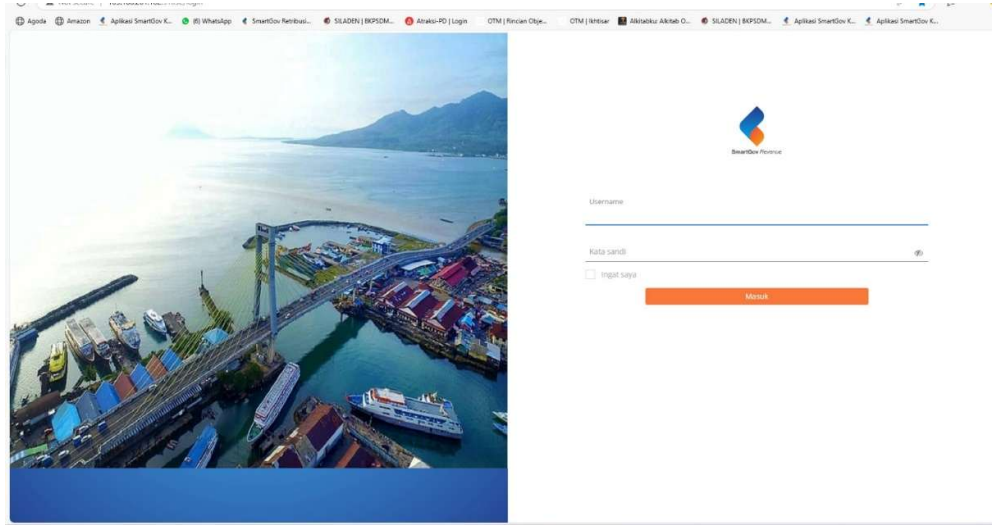 Agoda Amazon Aplikasi SmartGov K... (6) WhatsApp SmartGov Retribusi... SILADEN | BKPSDM... Atraksi-PD | Login OTM | Rincian Obje... OTM | Ikhtisar Alkitabku: Alkitab O... SILADEN | BKPSDM... Aplikasi SmartGov K... Aplikasi SmartGov K...
SmartGov Revenue
Username
Kata sandi
Ingat saya
Masuk